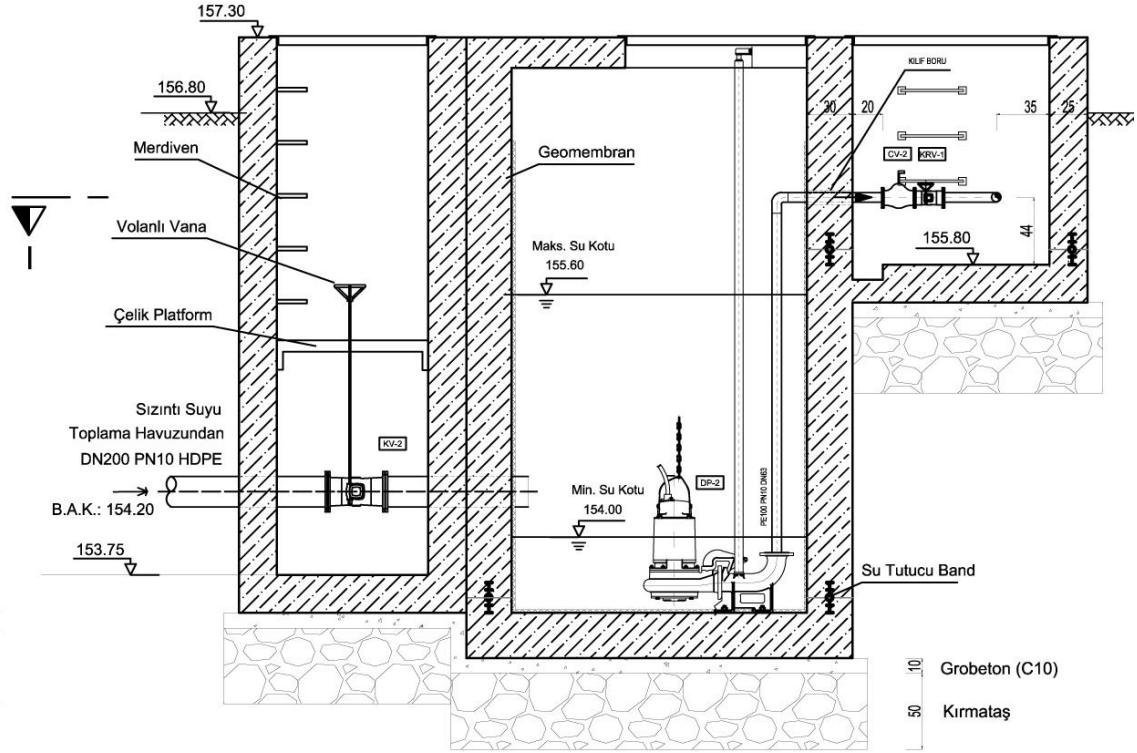 157.30
156.80
Merdiven
Volanlı Vana
Çelik Platform
Sızıntı Suyu
Toplama Havuzundan
DN200 PN10 HDPE
B.A.K.: 154.20
153.75
KV-2
Geomembran
Maks. Su Kotu
155.60
Min. Su Kotu
154.00
DP-2
PE100 PN10 DN63
KILIF BORU
30
20
35
25
CV-2
KRV-1
44
155.80
Su Tutucu Band
10
Grobeton (C10)
50
Kırmataş